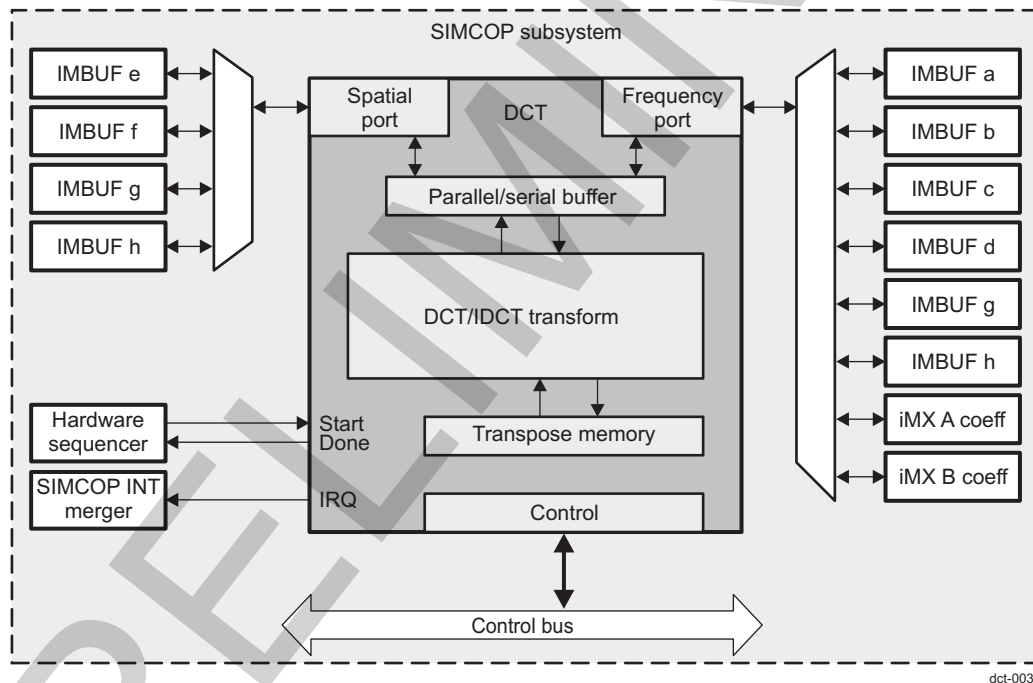 SIMCOP subsystem
IMBUF e
IMBUF f
IMBUF g
IMBUF h
Spatial
port
DCT
Frequency
port
Parallel/serial buffer
DCT/IDCT transform
Transpose memory
Control
Hardware
sequencer
Start
Done
SIMCOP INT
merger
IRQ
IMBUF a
IMBUF b
IMBUF c
IMBUF d
IMBUF g
IMBUF h
iMX A coeff
iMX B coeff
Control bus
dct-003